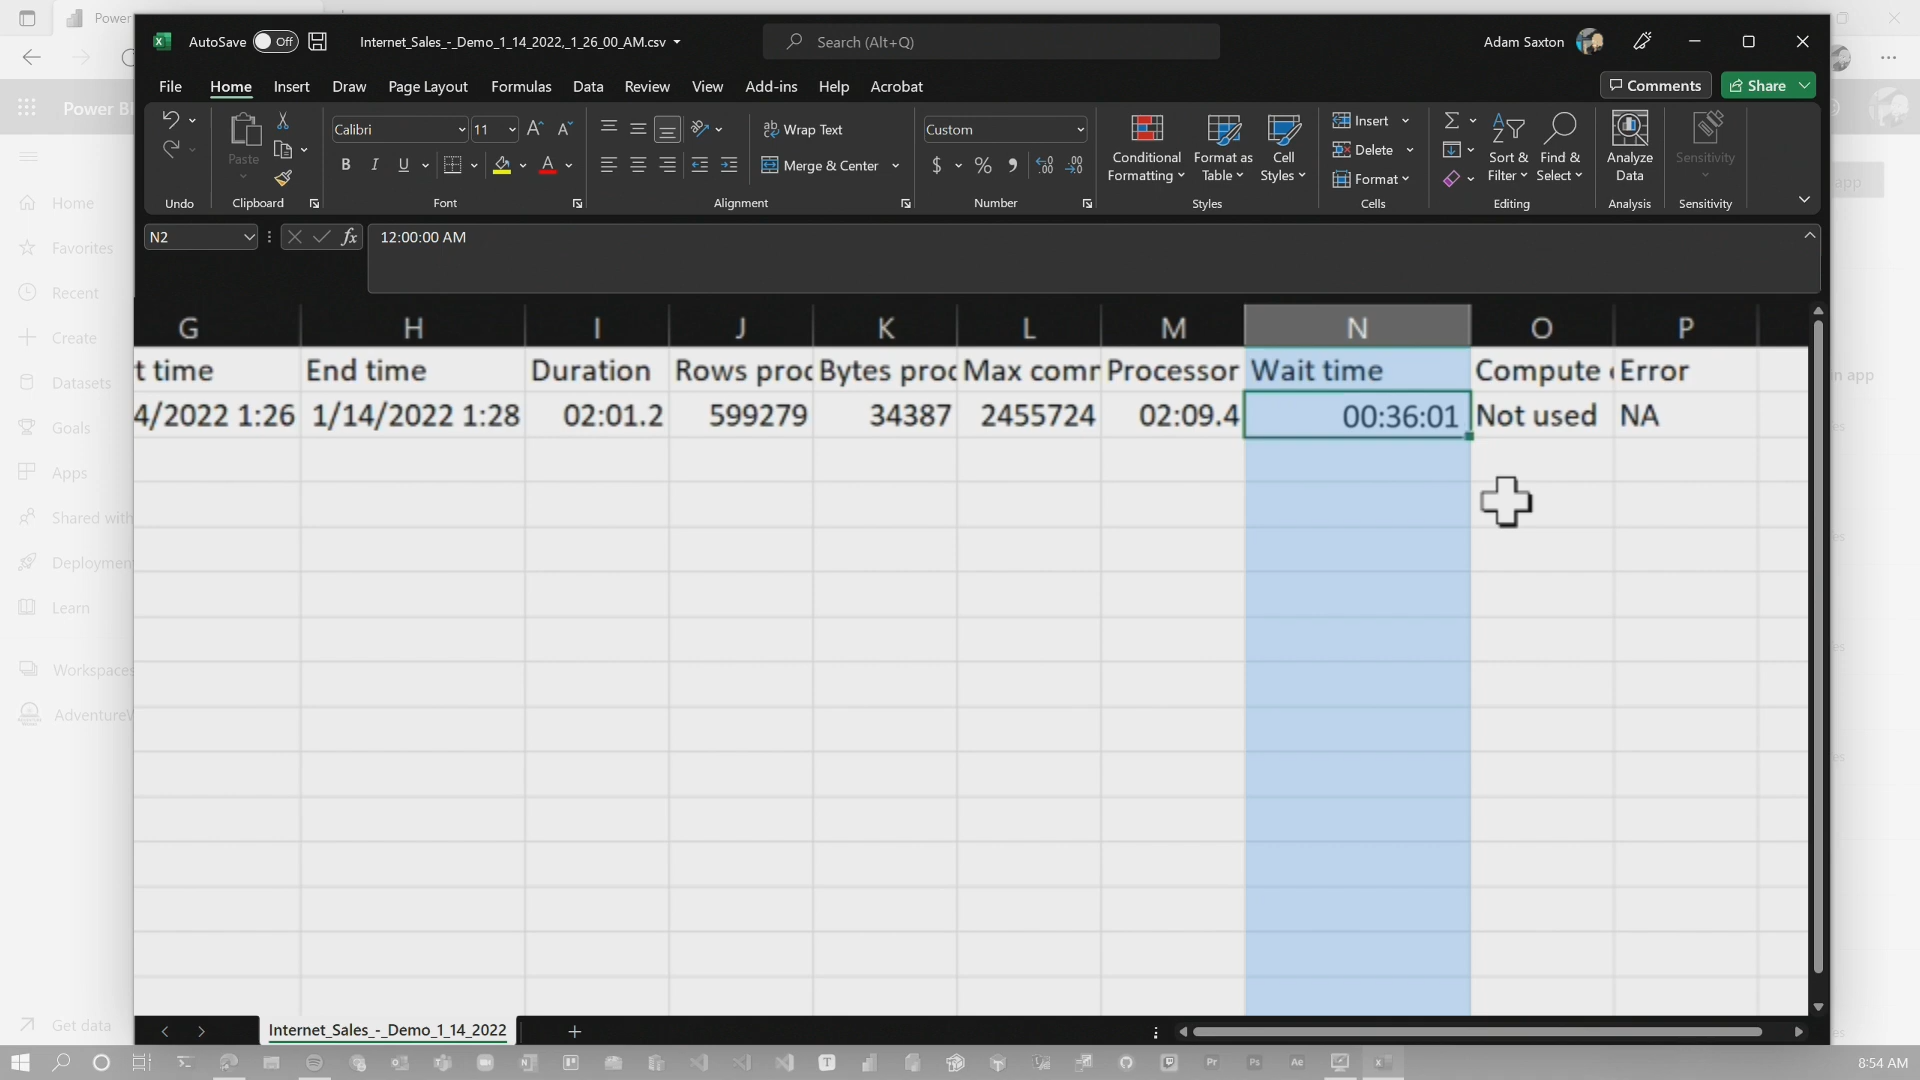 Power
AutoSave Off Internet_Sales_-_Demo_1_14_2022,_1_26_00_AM.csv Search (Alt+Q) Adam Saxton
File Home Insert Draw Page Layout Formulas Data Review View Add-ins Help Acrobat Comments Share
Power BI
Calibri 11 Wrap Text Custom Insert
Paste B I U A Merge & Center $ % Conditional Formatting Format as Table Cell Styles Delete Format Sort & Filter Find & Select Analyze Data Sensitivity
Undo Clipboard Font Alignment Number Styles Cells Editing Analysis Sensitivity
app
Home
N2 fx 12:00:00 AM
Favorites
Recent
G H I J K L M N O P
Create
t time End time Duration Rows proc Bytes proc Max comr Processor Wait time Compute Error
Datasets
in app
4/2022 1:26 1/14/2022 1:28 02:01.2 599279 34387 2455724 02:09.4 00:36:01 Not used NA
Goals
Apps
Shared with
Deploymen
Learn
Workspaces
AdventureW
Get data
Internet_Sales_-_Demo_1_14_2022
8:54 AM